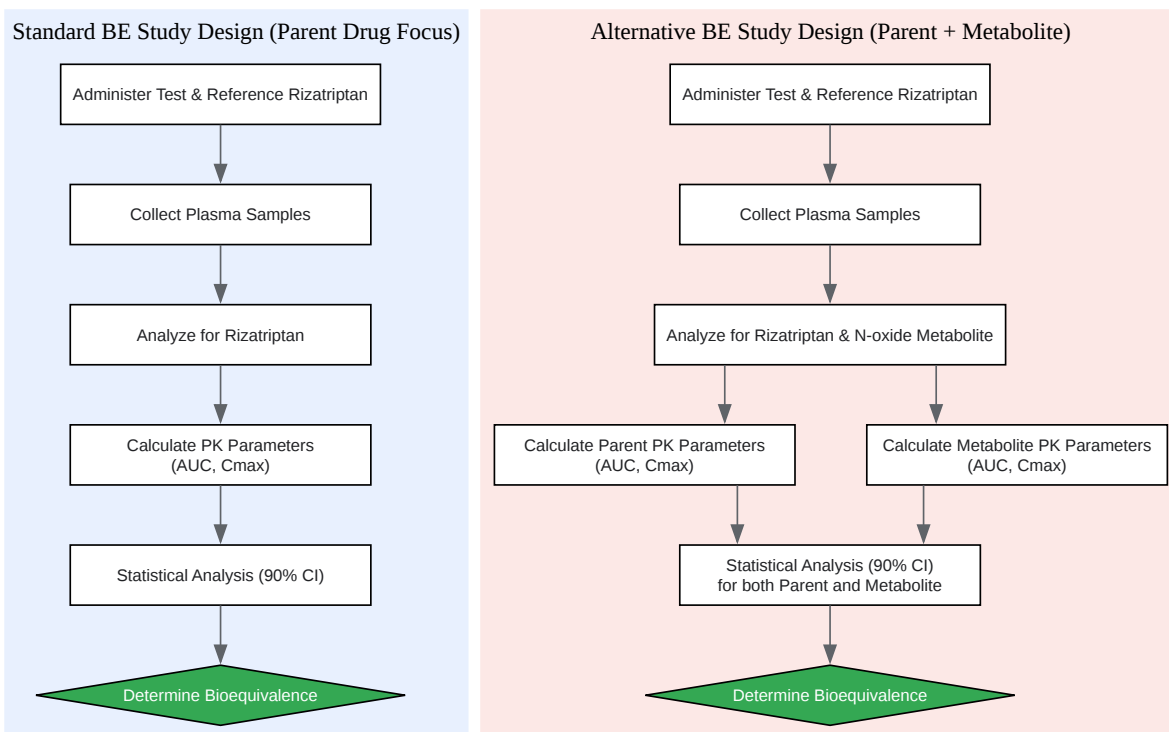 Standard BE Study Design (Parent Drug Focus)
Administer Test & Reference Rizatriptan
Collect Plasma Samples
Analyze for Rizatriptan
Calculate PK Parameters
(AUC, Cmax)
Statistical Analysis (90% CI)
Determine Bioequivalence
Alternative BE Study Design (Parent + Metabolite)
Administer Test & Reference Rizatriptan
Collect Plasma Samples
Analyze for Rizatriptan & N-oxide Metabolite
Calculate Parent PK Parameters
(AUC, Cmax)
Calculate Metabolite PK Parameters
(AUC, Cmax)
Statistical Analysis (90% CI)
for both Parent and Metabolite
Determine Bioequivalence